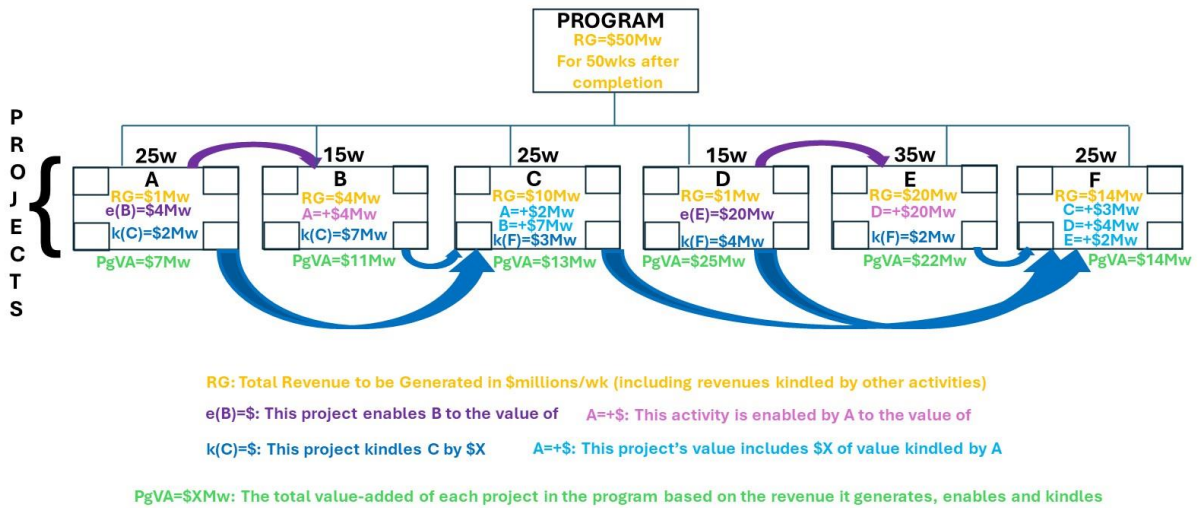 PROGRAM
RG=$50Mw
For 50wks after
completion
PROJECTS
25w
A
RG=$1Mw
e(B)=$4Mw
k(C)=$2Mw
PgVA=$7Mw
15w
B
RG=$4Mw
A=+$4Mw
k(C)=$7Mw
PgVA=$11Mw
25w
C
RG=$10Mw
A=+$2Mw
B=+$7Mw
k(F)=$3Mw
PgVA=$13Mw
15w
D
RG=$1Mw
e(E)=$20Mw
k(F)=$4Mw
PgVA=$25Mw
35w
E
RG=$20Mw
D=+$20Mw
k(F)=$2Mw
PgVA=$22Mw
25w
F
RG=$14Mw
C=+$3Mw
D=+$4Mw
E=+$2Mw
PgVA=$14Mw
RG: Total Revenue to be Generated in $millions/wk (including revenues kindled by other activities)
e(B)=$: This project enables B to the value of
A=+$: This activity is enabled by A to the value of
k(C)=$: This project kindles C by $X
A=+$: This project’s value includes $X of value kindled by A
PgVA=$XMw: The total value-added of each project in the program based on the revenue it generates, enables and kindles